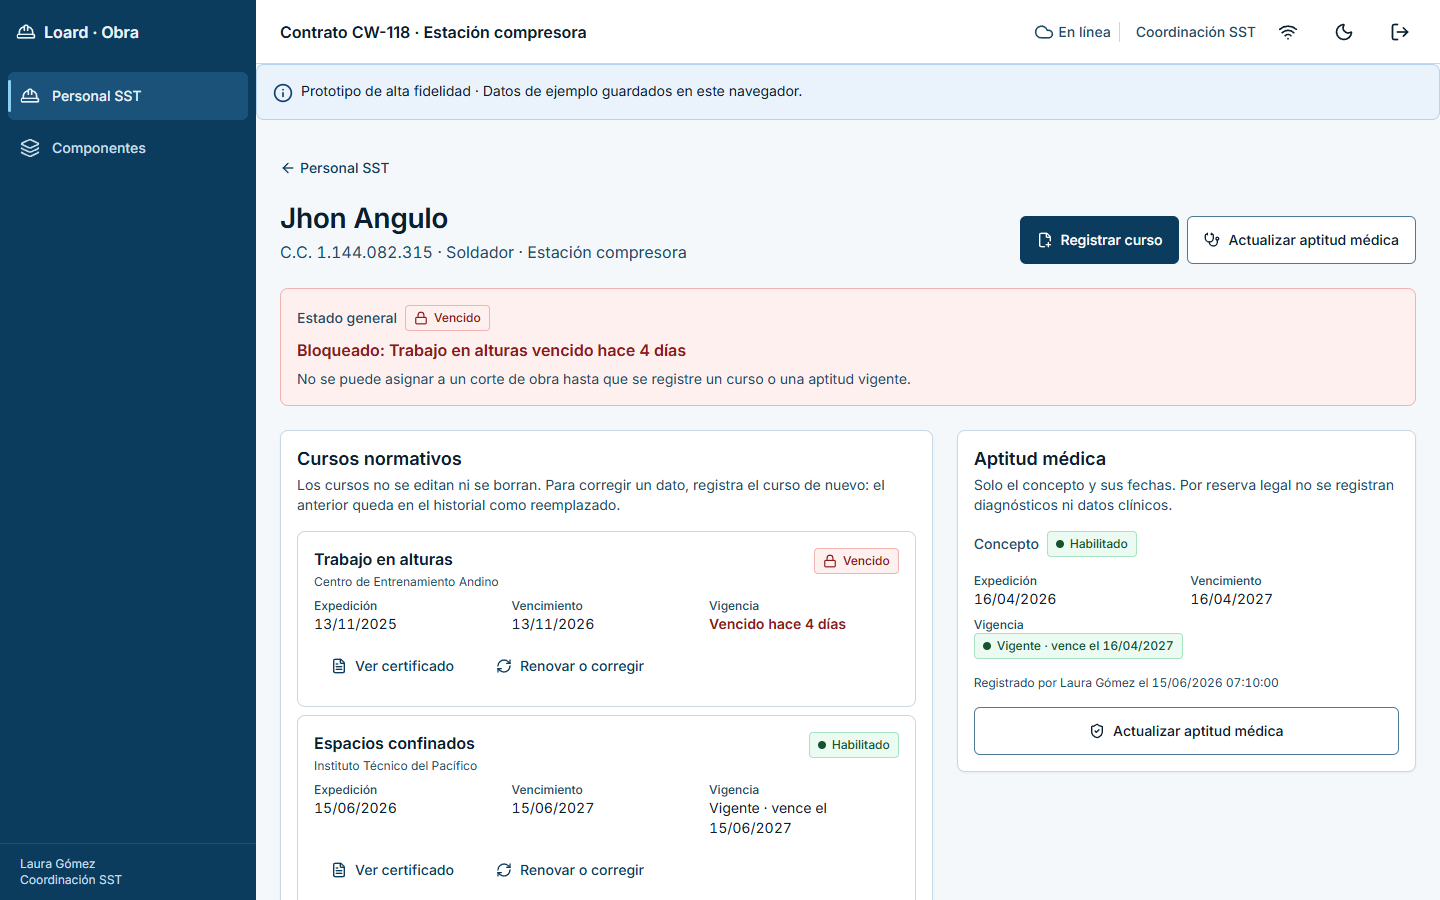 Loard · Obra
Personal SST
Componentes
Laura Gómez
Coordinación SST
Contrato CW-118 · Estación compresora
En línea
Coordinación SST
Prototipo de alta fidelidad · Datos de ejemplo guardados en este navegador.
Personal SST
Jhon Angulo
C.C. 1.144.082.315 · Soldador · Estación compresora
Registrar curso
Actualizar aptitud médica
Estado general
Vencido
Bloqueado: Trabajo en alturas vencido hace 4 días
No se puede asignar a un corte de obra hasta que se registre un curso o una aptitud vigente.
Cursos normativos
Los cursos no se editan ni se borran. Para corregir un dato, registra el curso de nuevo: el
anterior queda en el historial como reemplazado.
Trabajo en alturas
Vencido
Centro de Entrenamiento Andino
Expedición
13/11/2025
Vencimiento
13/11/2026
Vigencia
Vencido hace 4 días
Ver certificado
Renovar o corregir
Espacios confinados
Habilitado
Instituto Técnico del Pacífico
Expedición
15/06/2026
Vencimiento
15/06/2027
Vigencia
Vigente · vence el
15/06/2027
Ver certificado
Renovar o corregir
Aptitud médica
Solo el concepto y sus fechas. Por reserva legal no se registran
diagnósticos ni datos clínicos.
Concepto
Habilitado
Expedición
16/04/2026
Vencimiento
16/04/2027
Vigencia
Vigente · vence el 16/04/2027
Registrado por Laura Gómez el 15/06/2026 07:10:00
Actualizar aptitud médica